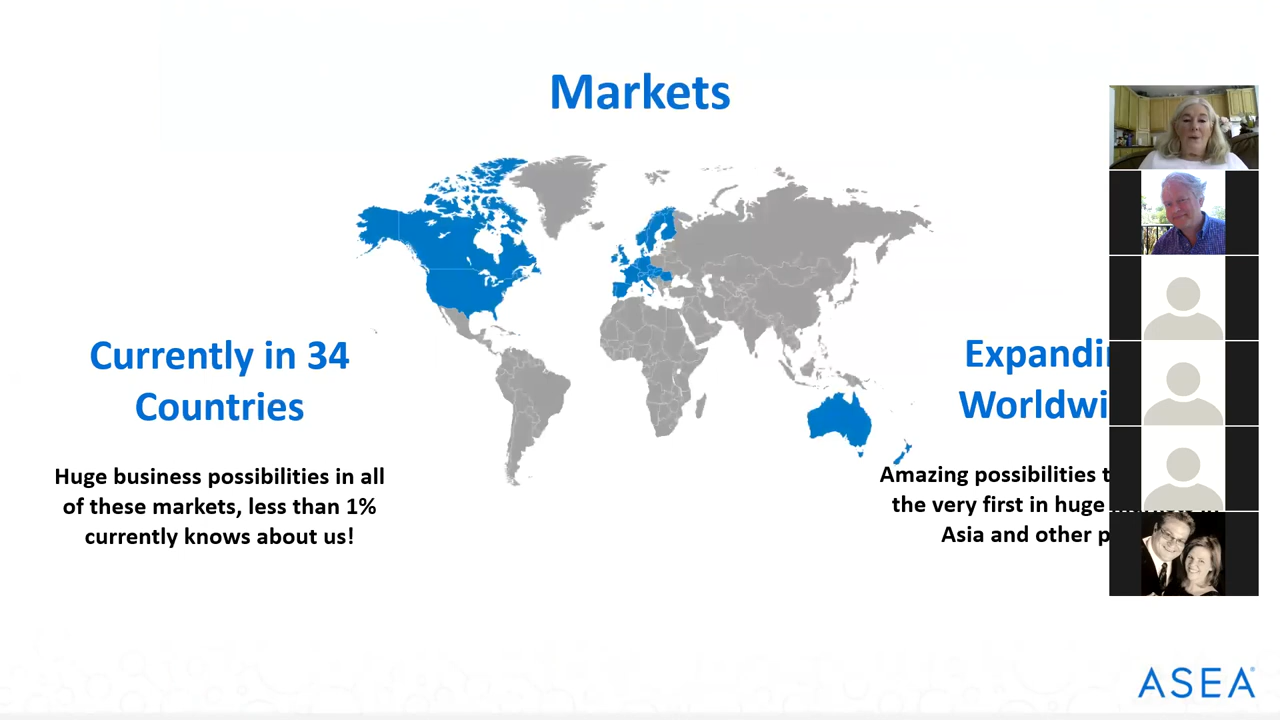 Markets
Currently in 34
Countries
Huge business possibilities in all
of these markets, less than 1%
currently knows about us!
Worldwi
Amazing possibilities
the very first in huge
Asia and other
ASEA